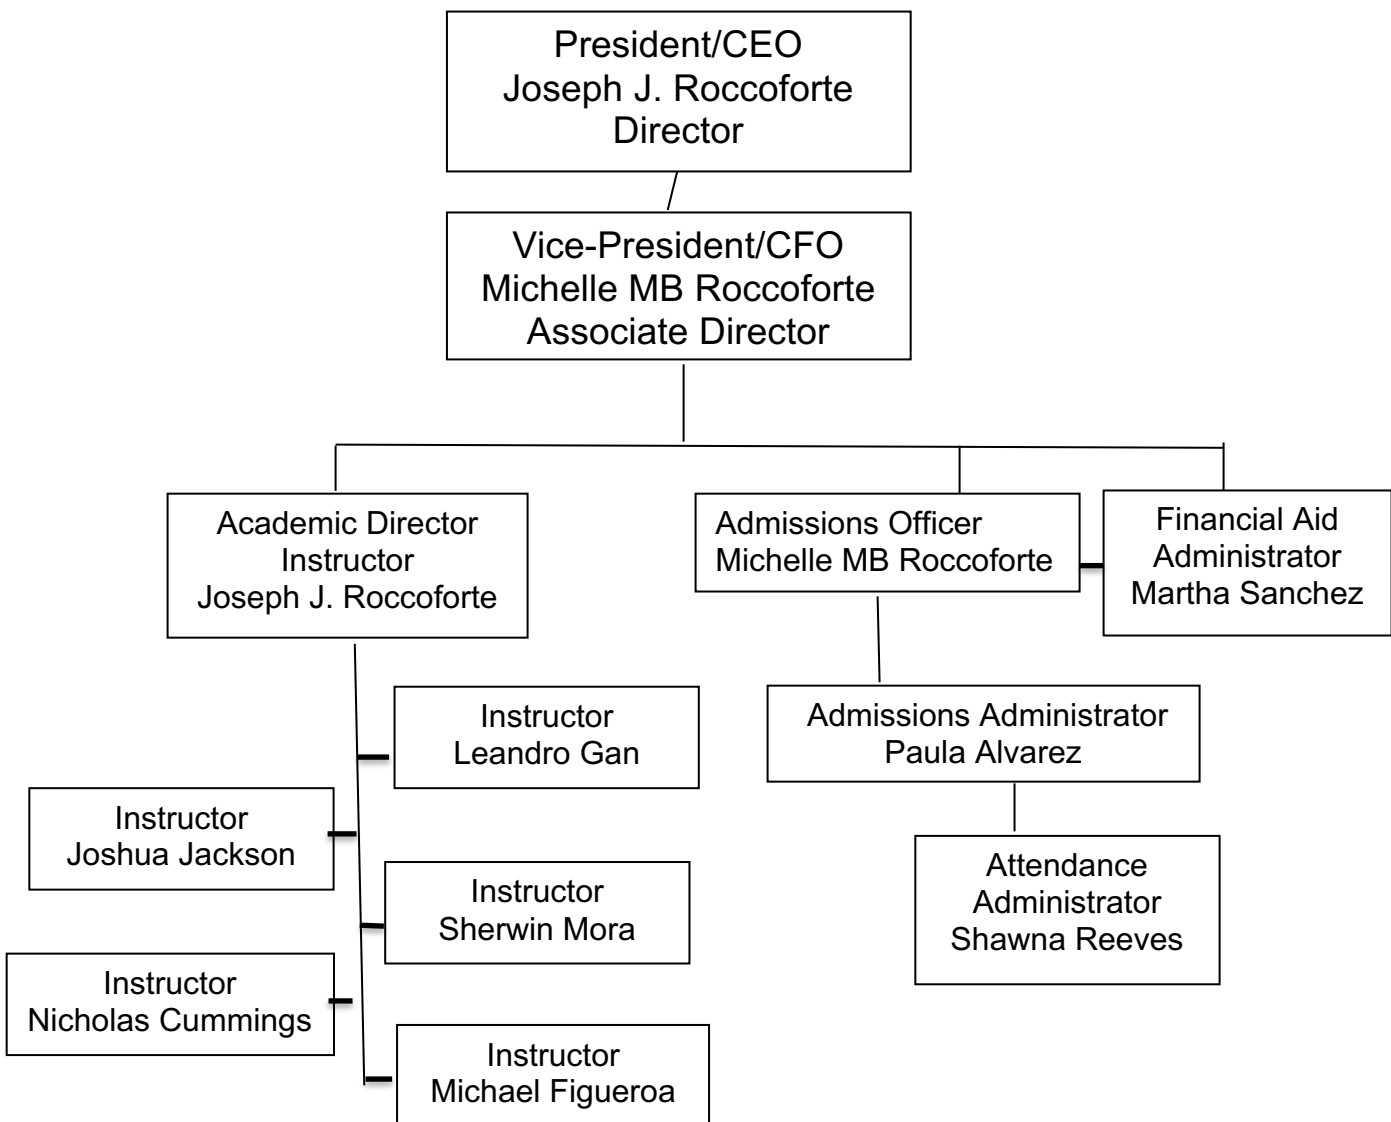 President/CEO
Joseph J. Roccoforte
Director
Vice-President/CFO
Michelle MB Roccoforte
Associate Director
Academic Director
Instructor
Joseph J. Roccoforte
Admissions Officer
Michelle MB Roccoforte
Financial Aid
Administrator
Martha Sanchez
Instructor
Leandro Gan
Admissions Administrator
Paula Alvarez
Instructor
Joshua Jackson
Instructor
Sherwin Mora
Attendance
Administrator
Shawna Reeves
Instructor
Nicholas Cummings
Instructor
Michael Figueroa